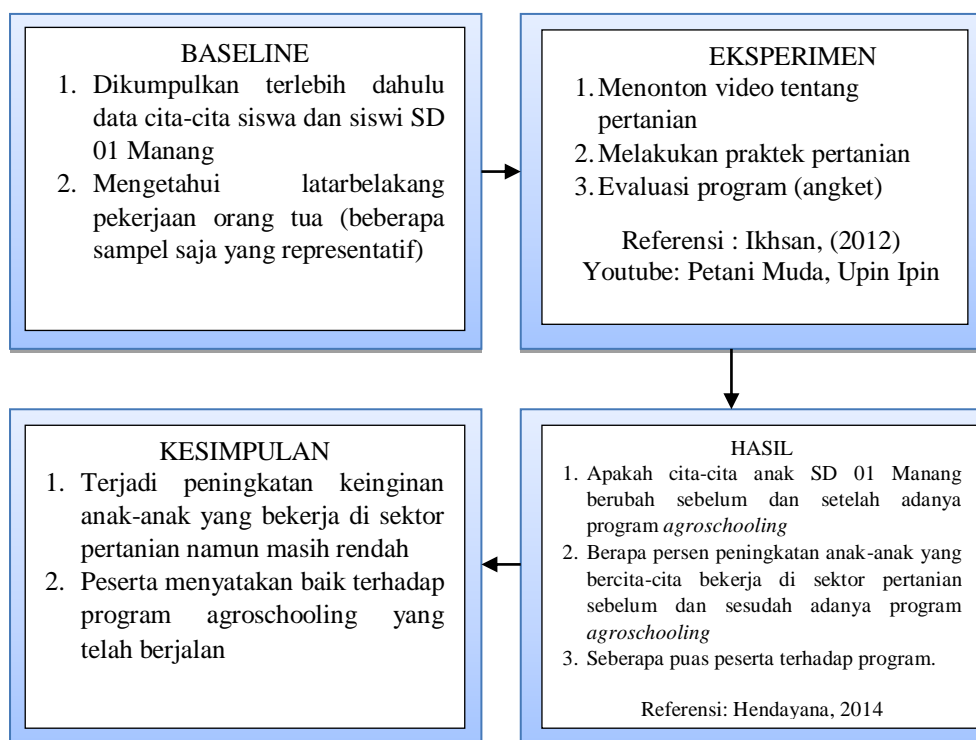 BASELINE
1. Dikumpulkan terlebih dahulu
data cita-cita siswa dan siswi SD
01 Manang
2. Mengetahui latarbelakang
pekerjaan orang tua (beberapa
sampel saja yang representatif)
EKSPERIMEN
1. Menonton video tentang
pertanian
2. Melakukan praktek pertanian
3. Evaluasi program (angket)
Referensi : Ikhsan, (2012)
Youtube: Petani Muda, Upin Ipin
HASIL
1. Apakah cita-cita anak SD 01 Manang
berubah sebelum dan setelah adanya
program agroschooling
2. Berapa persen peningkatan anak-anak yang
bercita-cita bekerja di sektor pertanian
sebelum dan sesudah adanya program
agroschooling
3. Seberapa puas peserta terhadap program.
Referensi: Hendayana, 2014
KESIMPULAN
1. Terjadi peningkatan keinginan
anak-anak yang bekerja di sektor
pertanian namun masih rendah
2. Peserta menyatakan baik terhadap
program agroschooling yang
telah berjalan